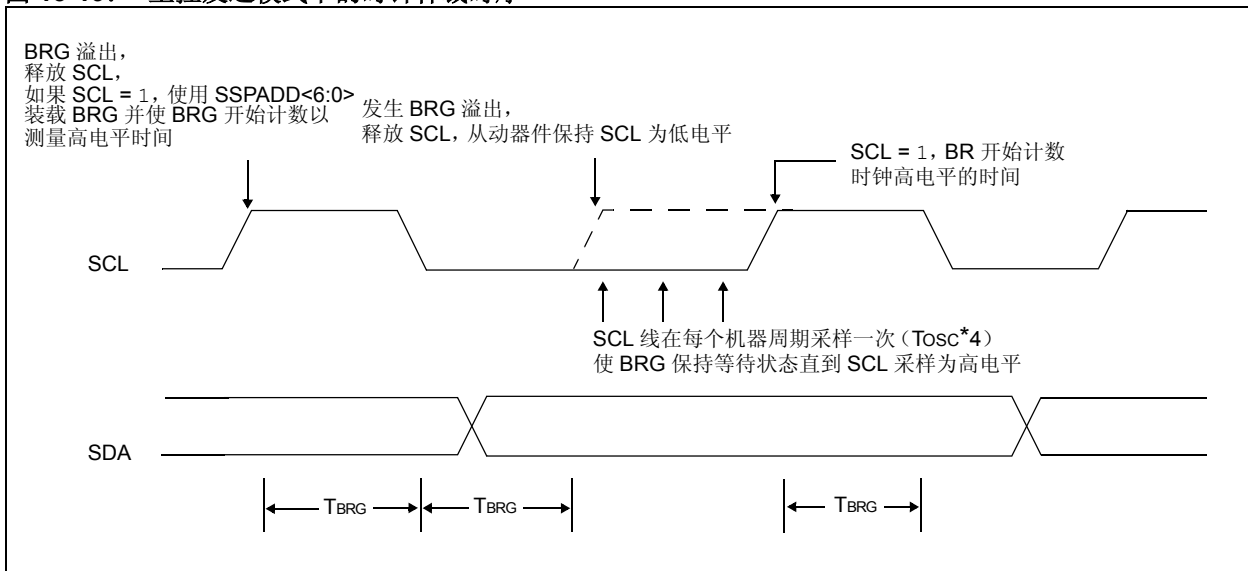 BRG 溢出，
释放 SCL，
如果 SCL = 1，使用 SSPADD<6:0>
装载 BRG 并使 BRG 开始计数以
测量高电平时间
发生 BRG 溢出，
释放 SCL，从动器件保持 SCL 为低电平
SCL = 1，BR 开始计数
时钟高电平的时间
SCL
SCL 线在每个机器周期采样一次（TOSC*4）
使 BRG 保持等待状态直到 SCL 采样为高电平
SDA
TBRG
TBRG
TBRG